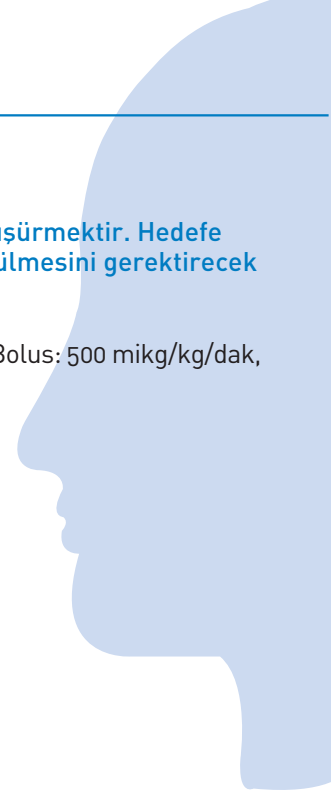 şürmektir. Hedefe
ülmesini gerektirecek
Bolus: 500 mikg/kg/dak,